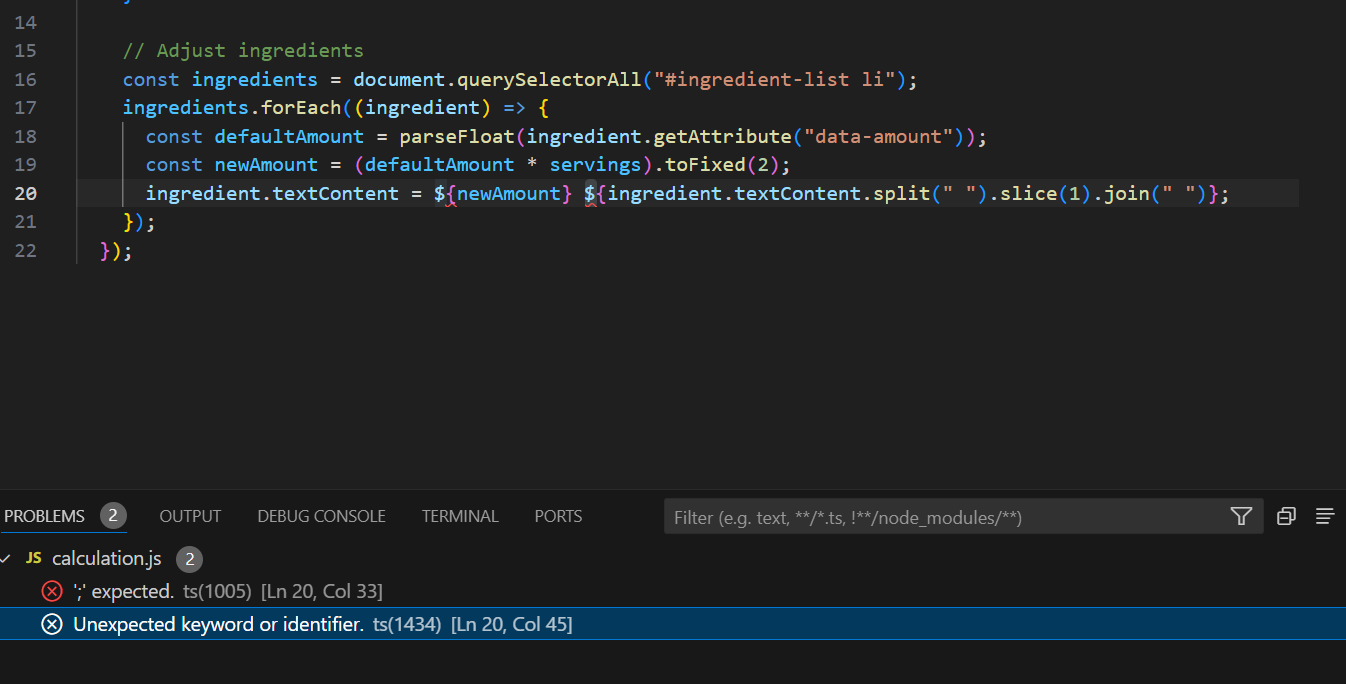 14
15 // Adjust ingredients
16 const ingredients = document.querySelectorAll("#ingredient-list li");
17 ingredients.forEach((ingredient) => {
18 const defaultAmount = parseFloat(ingredient.getAttribute("data-amount"));
19 const newAmount = (defaultAmount * servings).toFixed(2);
20 ingredient.textContent = ${newAmount} ${ingredient.textContent.split(" ").slice(1).join(" ")};
21 });
22 });
PROBLEMS 2 OUTPUT DEBUG CONSOLE TERMINAL PORTS Filter (e.g. text, **/*.ts, !**/node_modules/**)
JS calculation.js 2
';' expected. ts(1005) [Ln 20, Col 33]
Unexpected keyword or identifier. ts(1434) [Ln 20, Col 45]